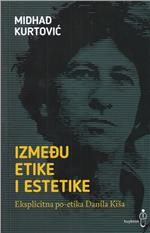 MIDHAD
KURTOVIĆ
IZMEĐU
ETIKE
I ESTETIKE
Eksplicitna po-etika Danila Kiša